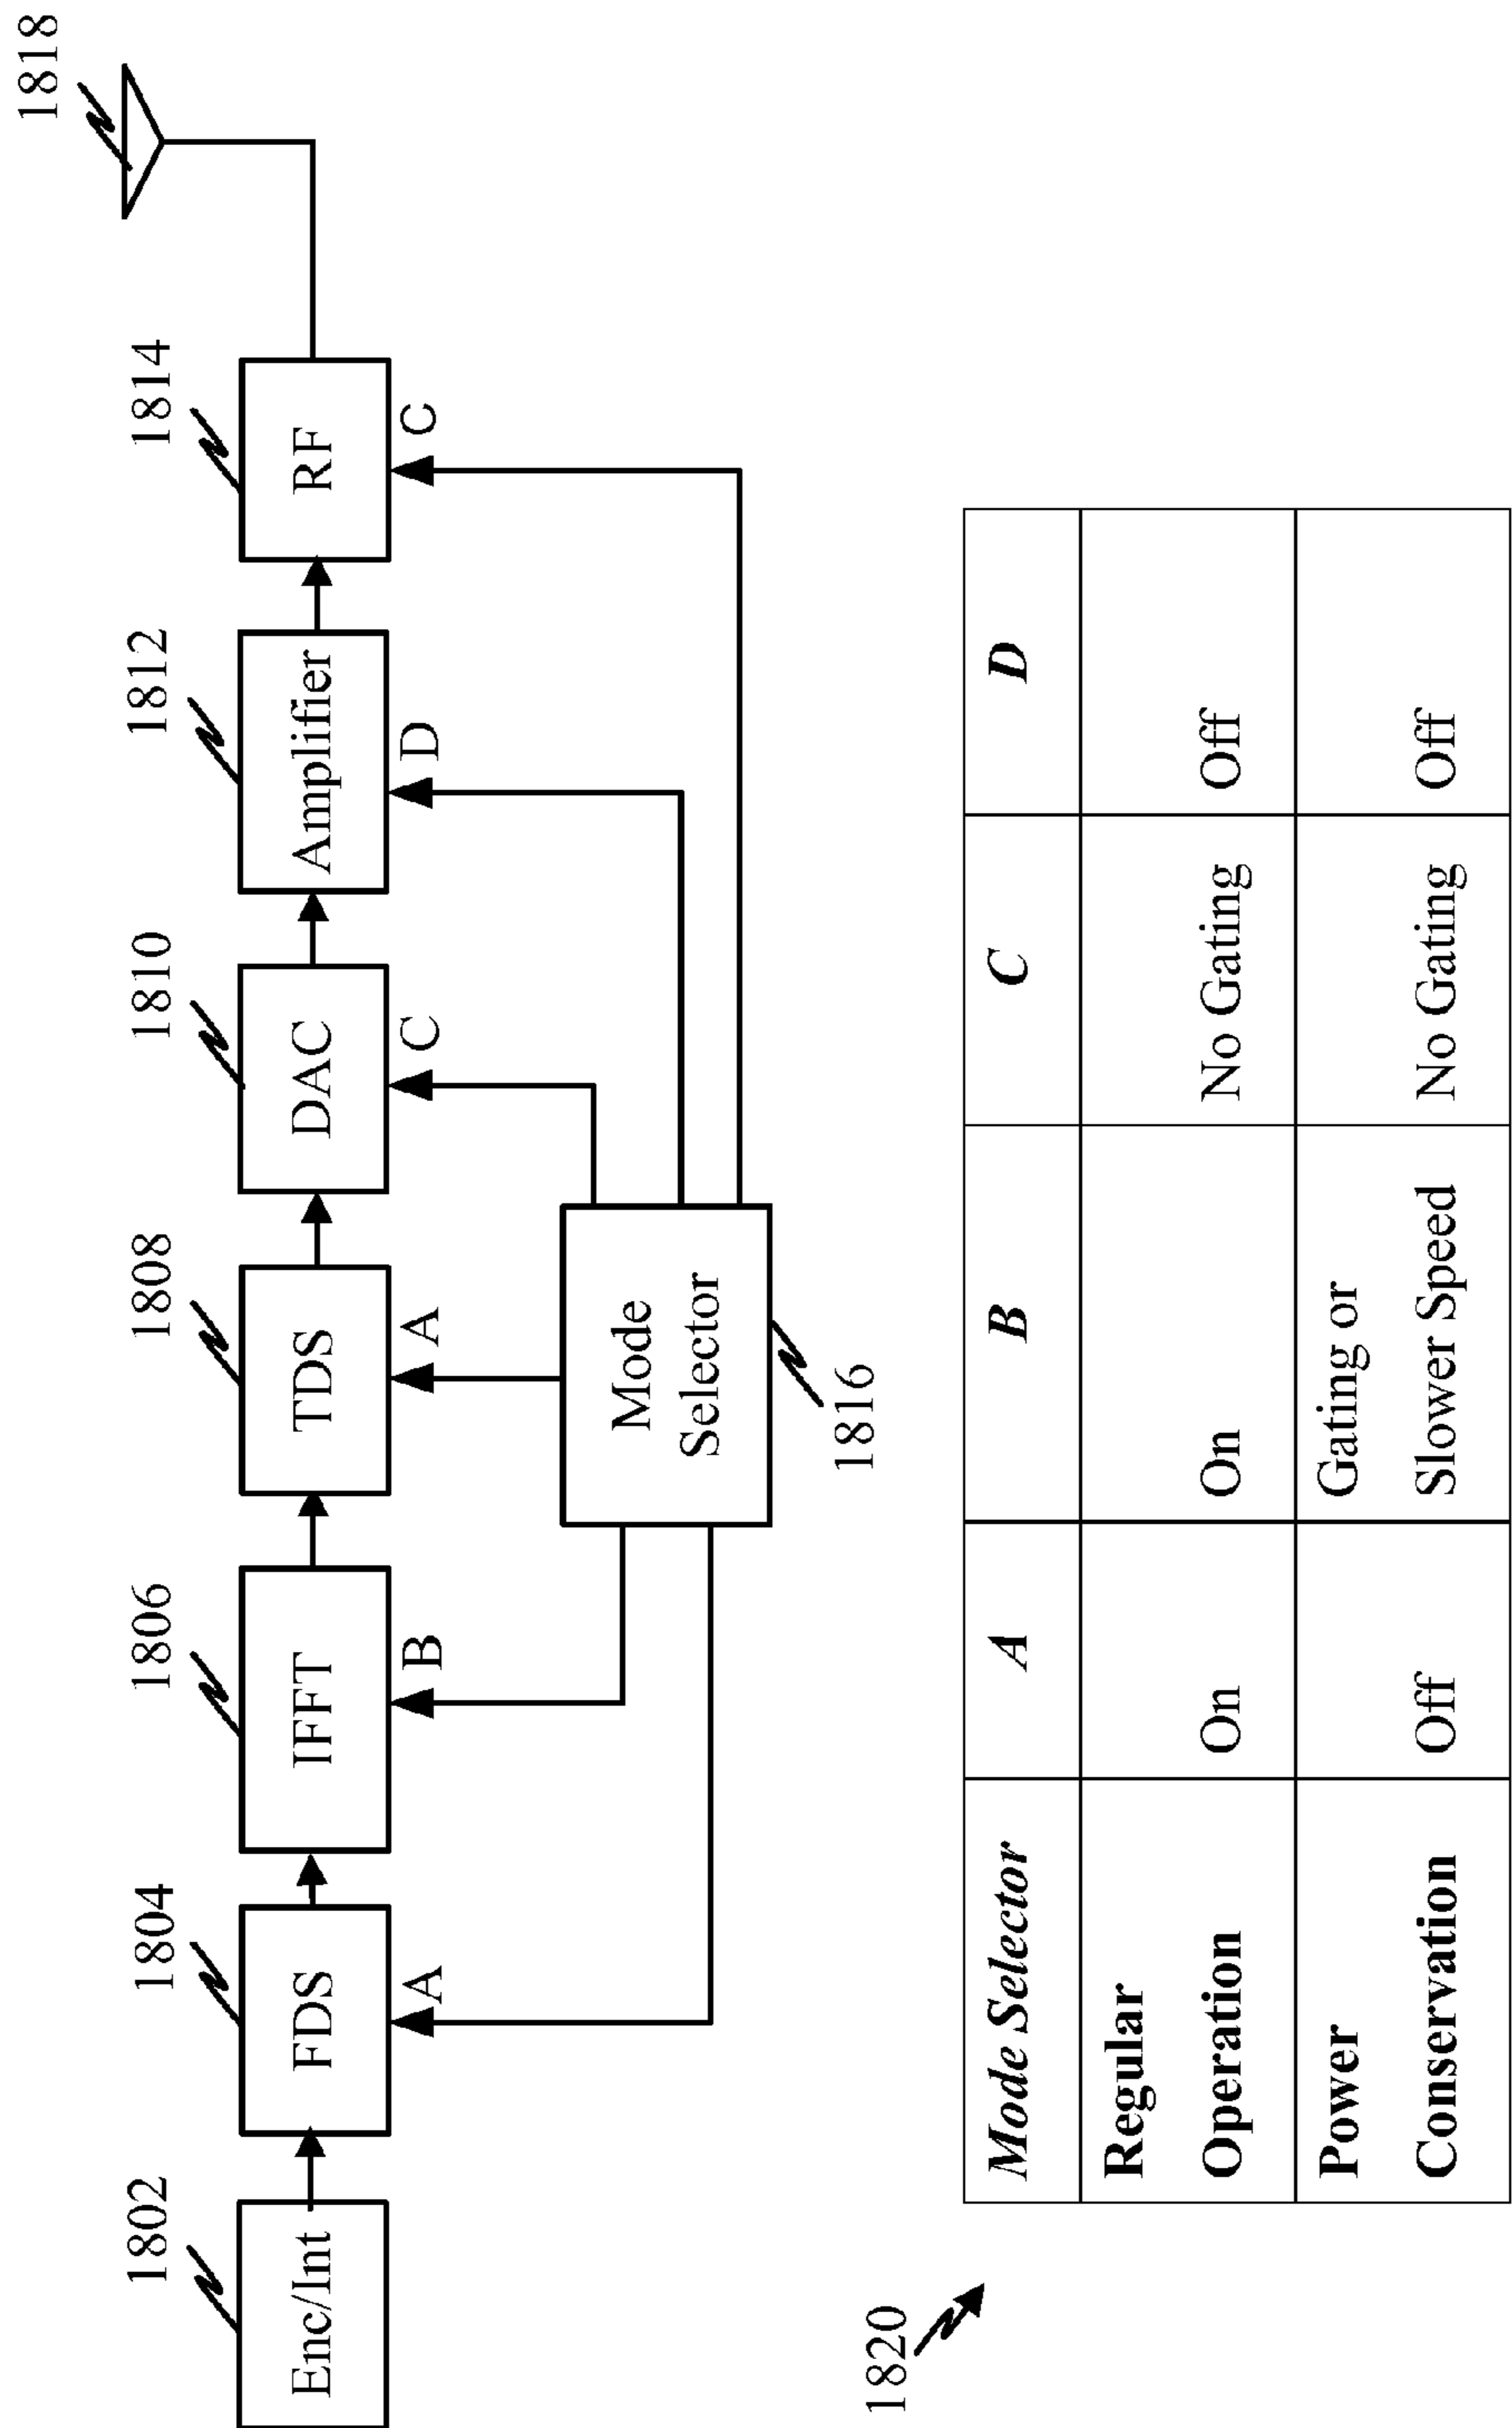 1802
1804
1806
1808
1810
1812
1814
1818
Enc/Int
FDS
IFFT
TDS
DAC
Amplifier
RF
A
B
A
C
D
C
Mode
Selector
1816
1820
Mode Selector A B C D
Regular
Operation On On No Gating Off
Power Gating or
Conservation Off Slower Speed No Gating Off